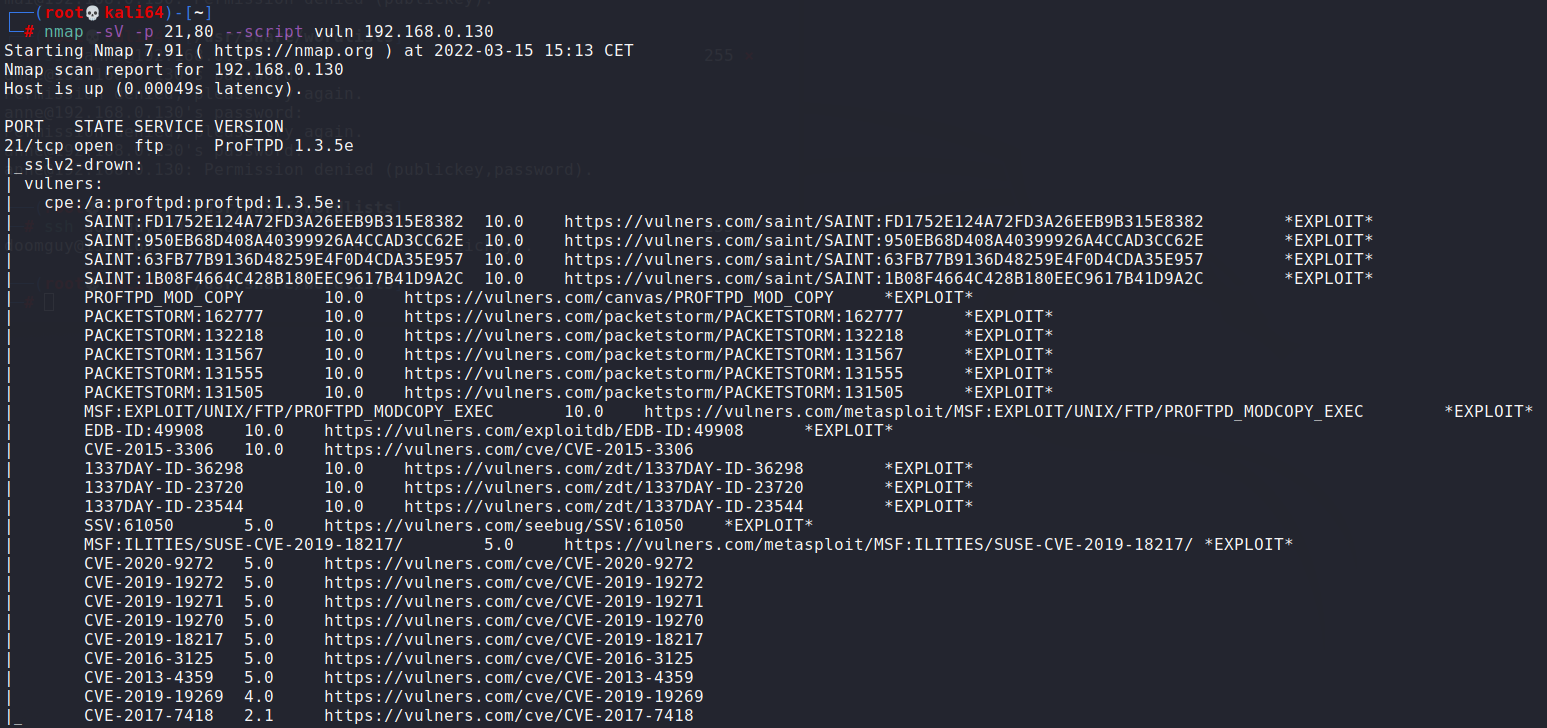 ┌──(root💀kali64)-[~]
└─# nmap -sV -p 21,80 --script vuln 192.168.0.130
Starting Nmap 7.91 ( https://nmap.org ) at 2022-03-15 15:13 CET
Nmap scan report for 192.168.0.130
Host is up (0.00049s latency).
PORT   STATE SERVICE VERSION
21/tcp open  ftp     ProFTPD 1.3.5e
|_sslv2-drown:
| vulners:
|   cpe:/a:proftpd:proftpd:1.3.5e:
|       SAINT:FD1752E124A72FD3A26EEB9B315E8382  10.0    https://vulners.com/saint/SAINT:FD1752E124A72FD3A26EEB9B315E8382        *EXPLOIT*
|       SAINT:950EB68D408A40399926A4CCAD3CC62E  10.0    https://vulners.com/saint/SAINT:950EB68D408A40399926A4CCAD3CC62E        *EXPLOIT*
|       SAINT:63FB77B9136D48259E4F0D4CDA35E957  10.0    https://vulners.com/saint/SAINT:63FB77B9136D48259E4F0D4CDA35E957        *EXPLOIT*
|       SAINT:1B08F4664C428B180EEC9617B41D9A2C  10.0    https://vulners.com/saint/SAINT:1B08F4664C428B180EEC9617B41D9A2C        *EXPLOIT*
|       PROFTPD_MOD_COPY        10.0    https://vulners.com/canvas/PROFTPD_MOD_COPY     *EXPLOIT*
|       PACKETSTORM:162777      10.0    https://vulners.com/packetstorm/PACKETSTORM:162777      *EXPLOIT*
|       PACKETSTORM:132218      10.0    https://vulners.com/packetstorm/PACKETSTORM:132218      *EXPLOIT*
|       PACKETSTORM:131567      10.0    https://vulners.com/packetstorm/PACKETSTORM:131567      *EXPLOIT*
|       PACKETSTORM:131555      10.0    https://vulners.com/packetstorm/PACKETSTORM:131555      *EXPLOIT*
|       PACKETSTORM:131505      10.0    https://vulners.com/packetstorm/PACKETSTORM:131505      *EXPLOIT*
|       MSF:EXPLOIT/UNIX/FTP/PROFTPD_MODCOPY_EXEC       10.0    https://vulners.com/metasploit/MSF:EXPLOIT/UNIX/FTP/PROFTPD_MODCOPY_EXEC        *EXPLOIT*
|       EDB-ID:49908    10.0    https://vulners.com/exploitdb/EDB-ID:49908      *EXPLOIT*
|       CVE-2015-3306   10.0    https://vulners.com/cve/CVE-2015-3306
|       1337DAY-ID-36298        10.0    https://vulners.com/zdt/1337DAY-ID-36298        *EXPLOIT*
|       1337DAY-ID-23720        10.0    https://vulners.com/zdt/1337DAY-ID-23720        *EXPLOIT*
|       1337DAY-ID-23544        10.0    https://vulners.com/zdt/1337DAY-ID-23544        *EXPLOIT*
|       SSV:61050       5.0     https://vulners.com/seebug/SSV:61050    *EXPLOIT*
|       MSF:ILITIES/SUSE-CVE-2019-18217/        5.0     https://vulners.com/metasploit/MSF:ILITIES/SUSE-CVE-2019-18217/ *EXPLOIT*
|       CVE-2020-9272   5.0     https://vulners.com/cve/CVE-2020-9272
|       CVE-2019-19272  5.0     https://vulners.com/cve/CVE-2019-19272
|       CVE-2019-19271  5.0     https://vulners.com/cve/CVE-2019-19271
|       CVE-2019-19270  5.0     https://vulners.com/cve/CVE-2019-19270
|       CVE-2019-18217  5.0     https://vulners.com/cve/CVE-2019-18217
|       CVE-2016-3125   5.0     https://vulners.com/cve/CVE-2016-3125
|       CVE-2013-4359   5.0     https://vulners.com/cve/CVE-2013-4359
|       CVE-2019-19269  4.0     https://vulners.com/cve/CVE-2019-19269
|_      CVE-2017-7418   2.1     https://vulners.com/cve/CVE-2017-7418